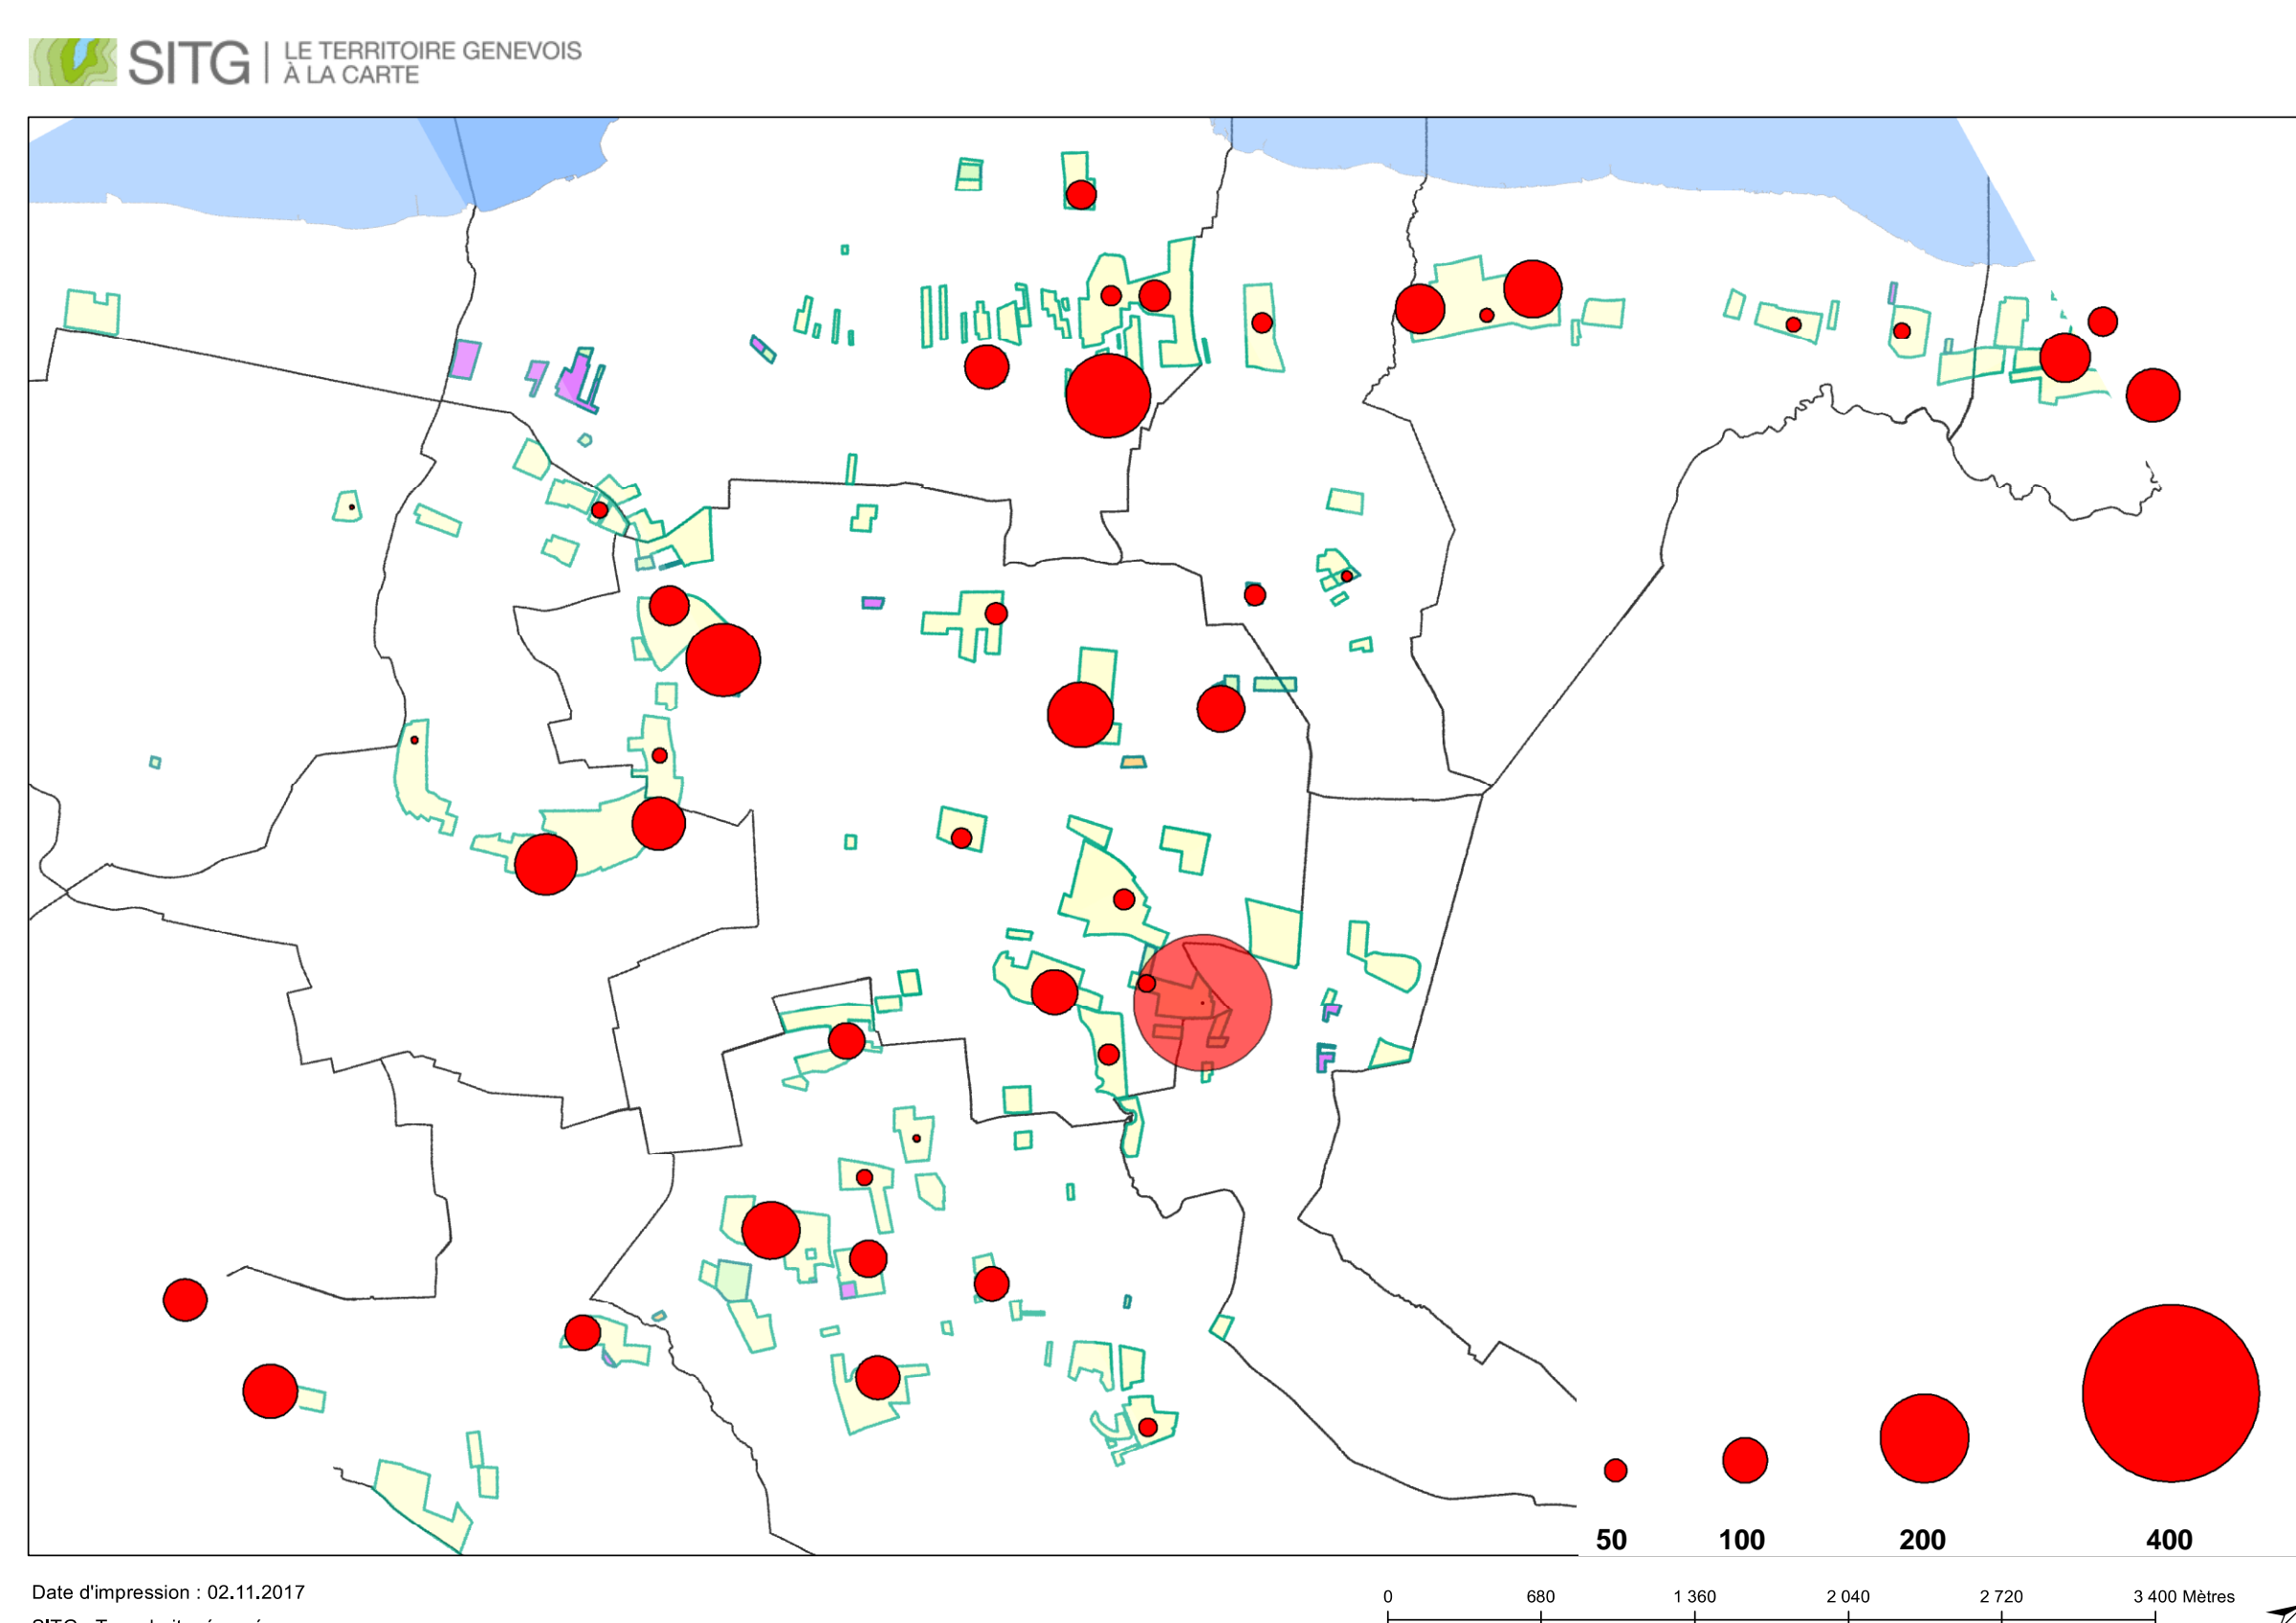 SITG | LE TERRITOIRE GENEVOIS
À LA CARTE
50 100 200 400
Date d'impression : 02.11.2017
0 680 1 360 2 040 2 720 3 400 Mètres